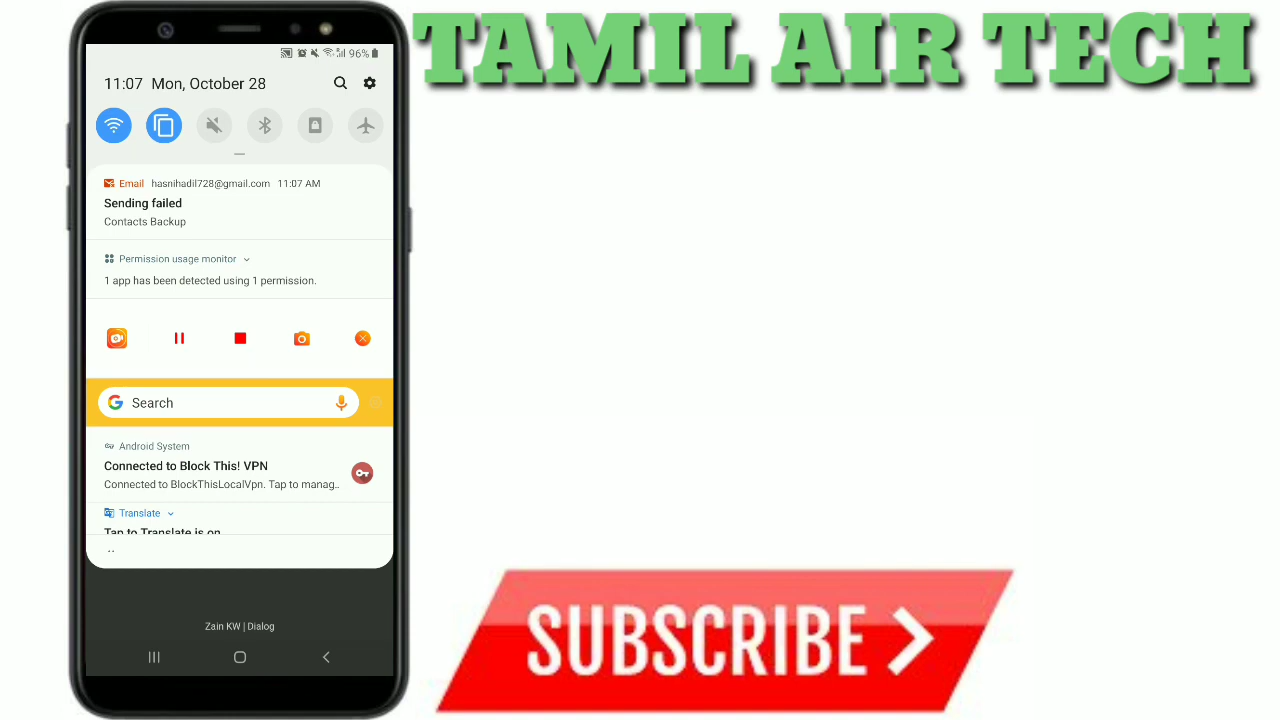 TAMIL AIR TECH
96%
11:07 Mon, October 28
Email hasnihadil728@gmail.com 11:07 AM
Sending failed
Contacts Backup
Permission usage monitor
1 app has been detected using 1 permission.
Search
Android System
Connected to Block This! VPN
Connected to BlockThisLocalVpn. Tap to manag..
Translate
Tap to Translate is on
Zain KW | Dialog
SUBSCRIBE